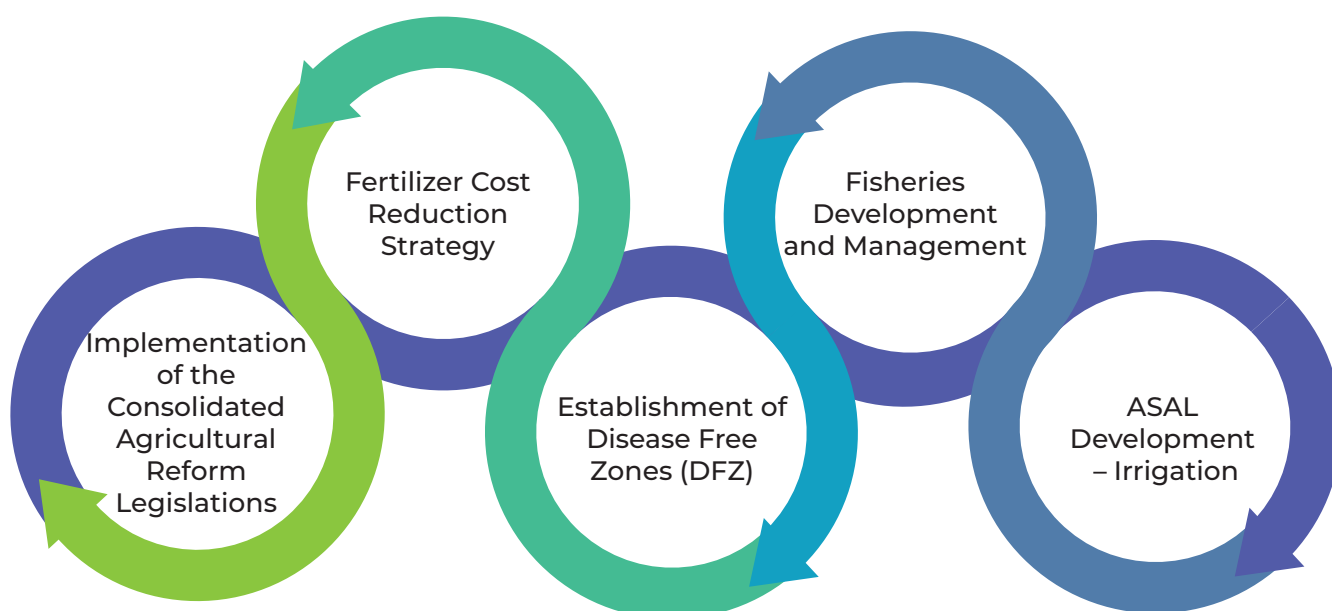 Implementation
of the
Consolidated
Agricultural
Reform
Legislations
Fertilizer Cost
Reduction
Strategy
Establishment of
Disease Free
Zones (DFZ)
Fisheries
Development
and Management
ASAL
Development
– Irrigation